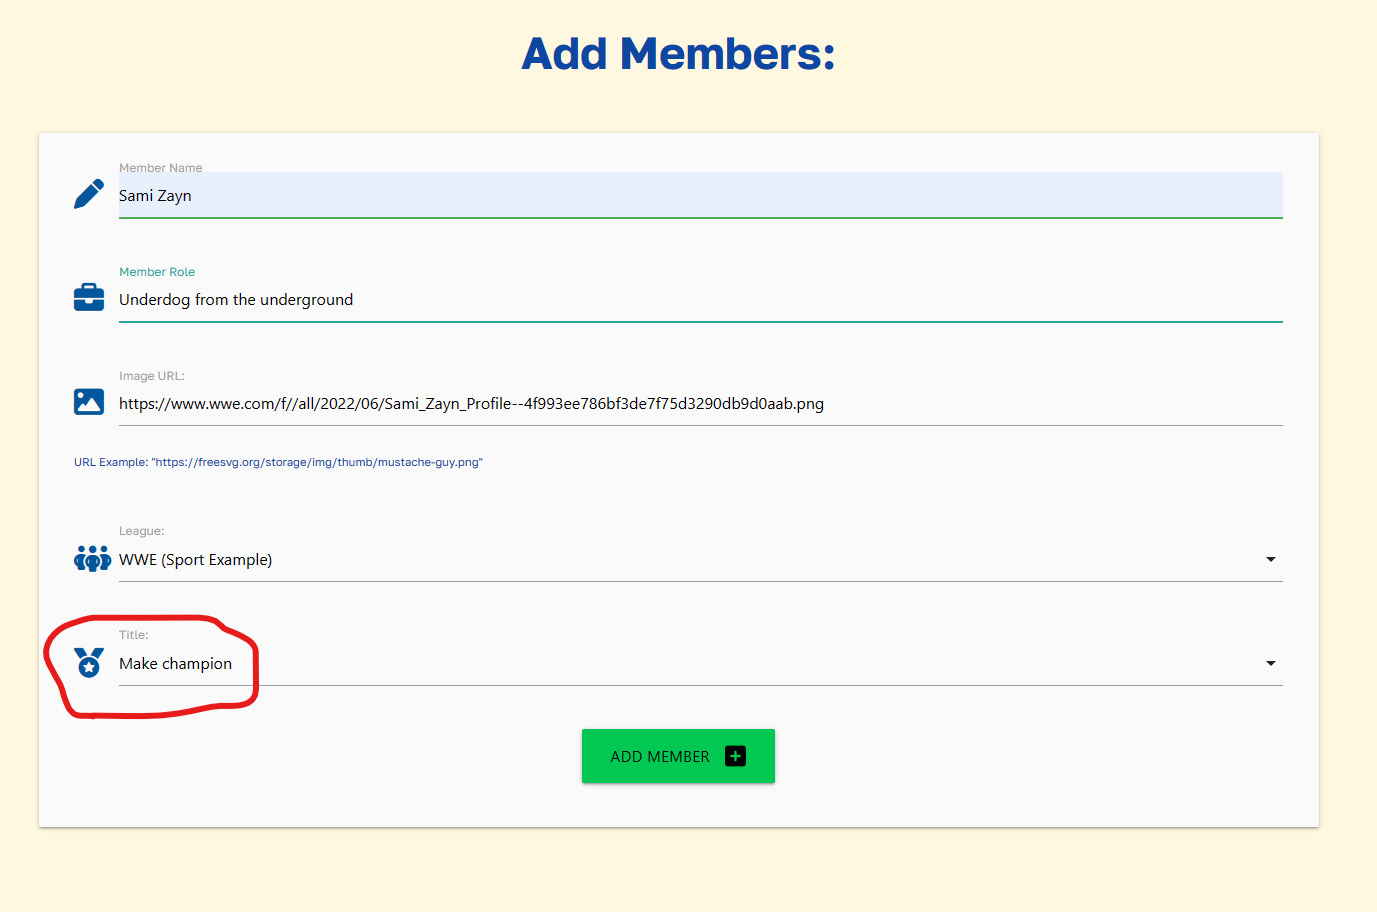 Add Members:
Member Name
Sami Zayn
Member Role
Underdog from the underground
Image URL:
https://www.wwe.com/f//all/2022/06/Sami_Zayn_Profile--4f993ee786bf3de7f75d3290db9d0aab.png
URL Example: "https://freesvg.org/storage/img/thumb/mustache-guy.png"
League:
WWE (Sport Example)
Title:
Make champion
ADD MEMBER